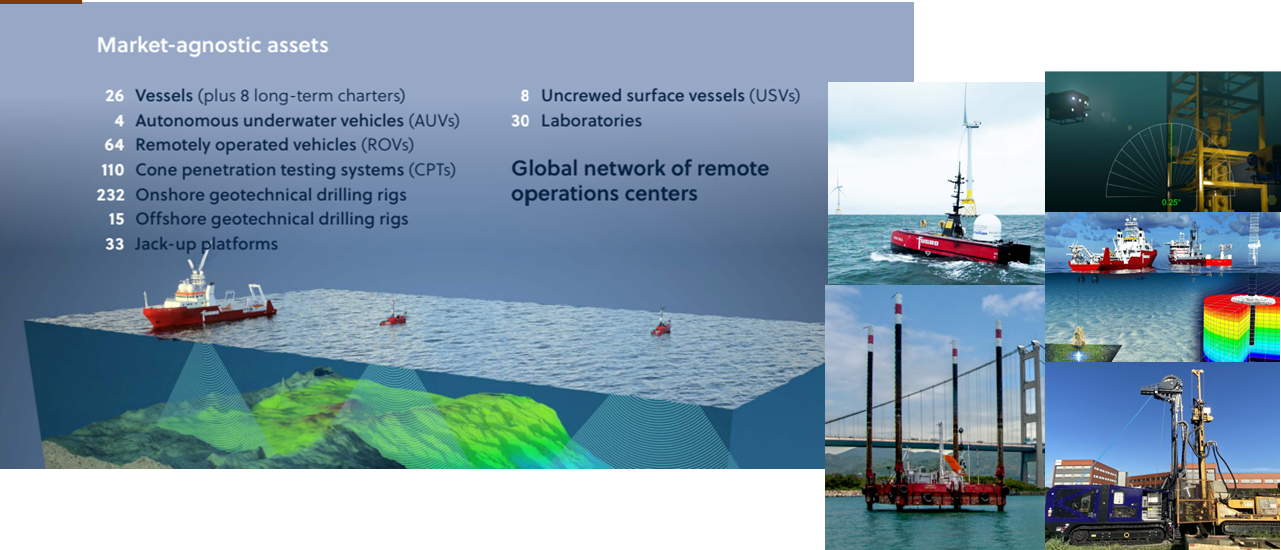 Market-agnostic assets
26 Vessels (plus 8 long-term charters)
4 Autonomous underwater vehicles (AUVs)
64 Remotely operated vehicles (ROVs)
110 Cone penetration testing systems (CPTs)
232 Onshore geotechnical drilling rigs
15 Offshore geotechnical drilling rigs
33 Jack-up platforms
8 Uncrewed surface vessels (USVs)
30 Laboratories
Global network of remote
operations centers
fugro
fugro
0.25°